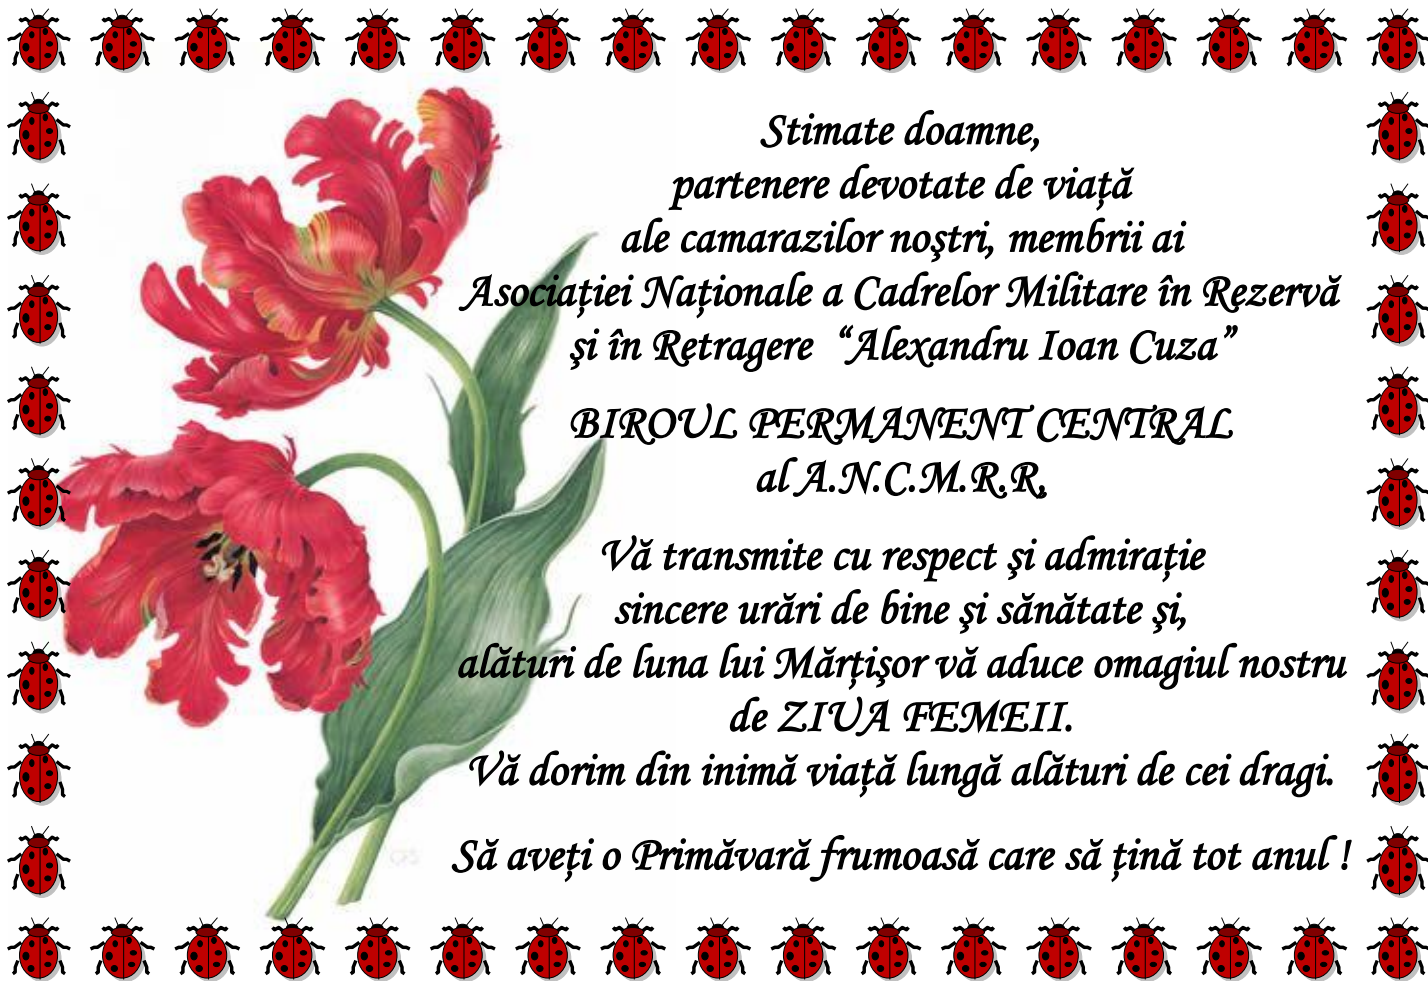 Stimate doamne,
partenere devotate de viață
ale camarazilor noştri, membrii ai
Asociației Naționale a Cadrelor Militare în Rezervă
şi în Retragere “Alexandru Ioan Cuza”
BIROUL PERMANENT CENTRAL
al A.N.C.M.R.R.
Vă transmite cu respect şi admirație
sincere urări de bine şi sănătate şi,
alături de luna lui Mărțişor vă aduce omagiul nostru
de ZIUA FEMEII.
Vă dorim din inimă viață lungă alături de cei dragi.
Să aveți o Primăvară frumoasă care să țină tot anul !